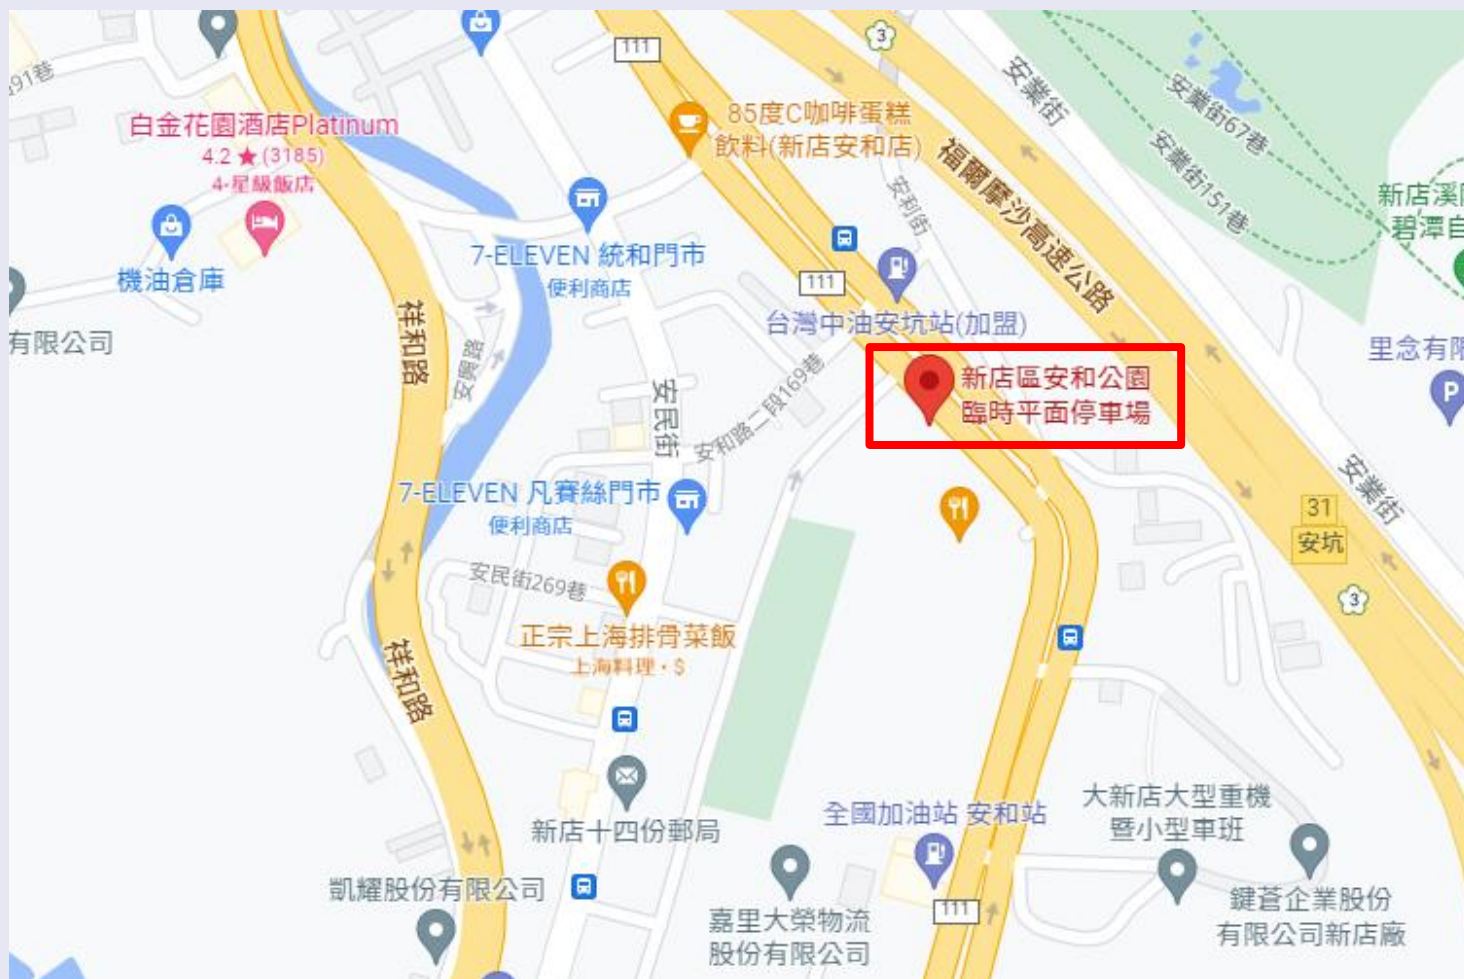 111
3
191巷
安業街
安業街67巷
白金花園酒店Platinum
4.2 ★ (3185)
4-星級飯店
85度C咖啡蛋糕
飲料(新店安和店)
安業街151巷
安利街
福爾摩沙高速公路
新店溪
碧潭自
7-ELEVEN 統和門市
便利商店
機油倉庫
111
台灣中油安坑站(加盟)
有限公司
祥和路
安興路
里念有限
P
新店區安和公園
臨時平面停車場
安民街
安和路二段169巷
7-ELEVEN 凡賽絲門市
便利商店
安業街
31
安坑
安民街269巷
3
正宗上海排骨菜飯
上海料理·$
祥和路
大新店大型重機
暨小型車班
全國加油站 安和站
新店十四份郵局
凱耀股份有限公司
111
嘉里大榮物流
股份有限公司
鍵蒼企業股份
有限公司新店廠